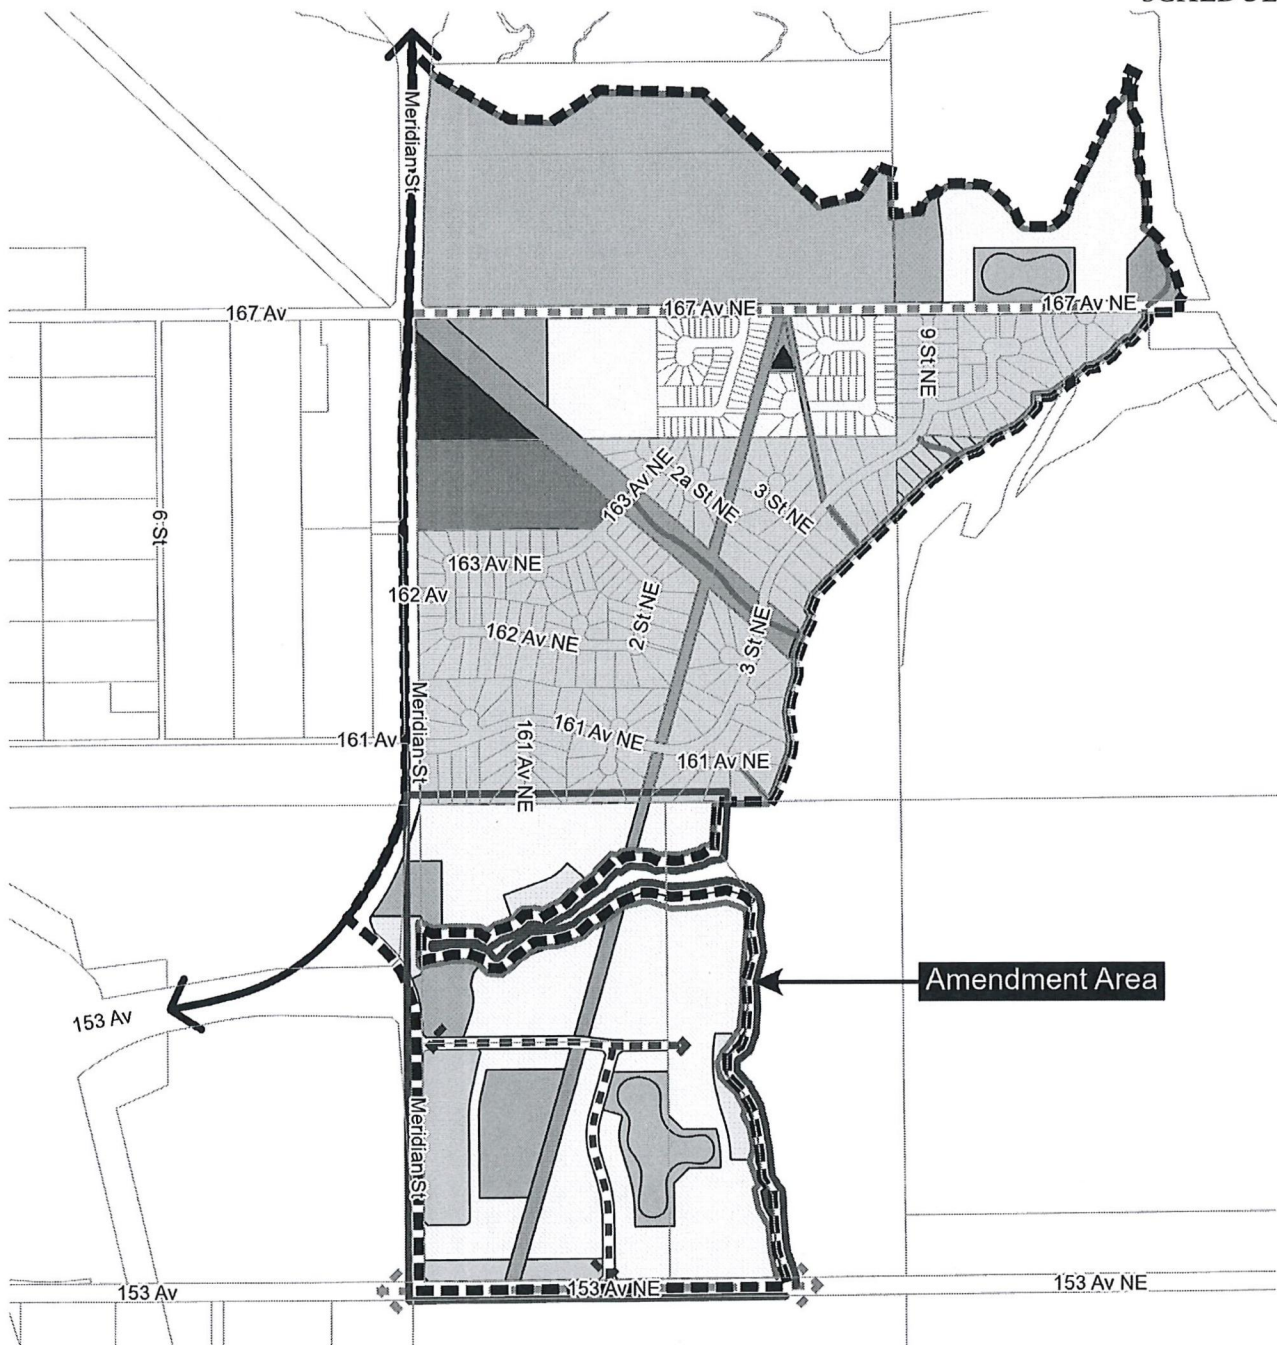 Meridian St
167 Av
167 Av NE
167 Av NE
9 St NE
163 Av NE
2a St NE
3 St NE
6 St
163 Av NE
162 Av
2 St NE
162 Av NE
3 St NE
Meridian St
161 Av
161 Av NE
161 Av NE
161 Av NE
Amendment Area
153 Av
Meridian St
153 Av
153 Av NE
153 Av NE